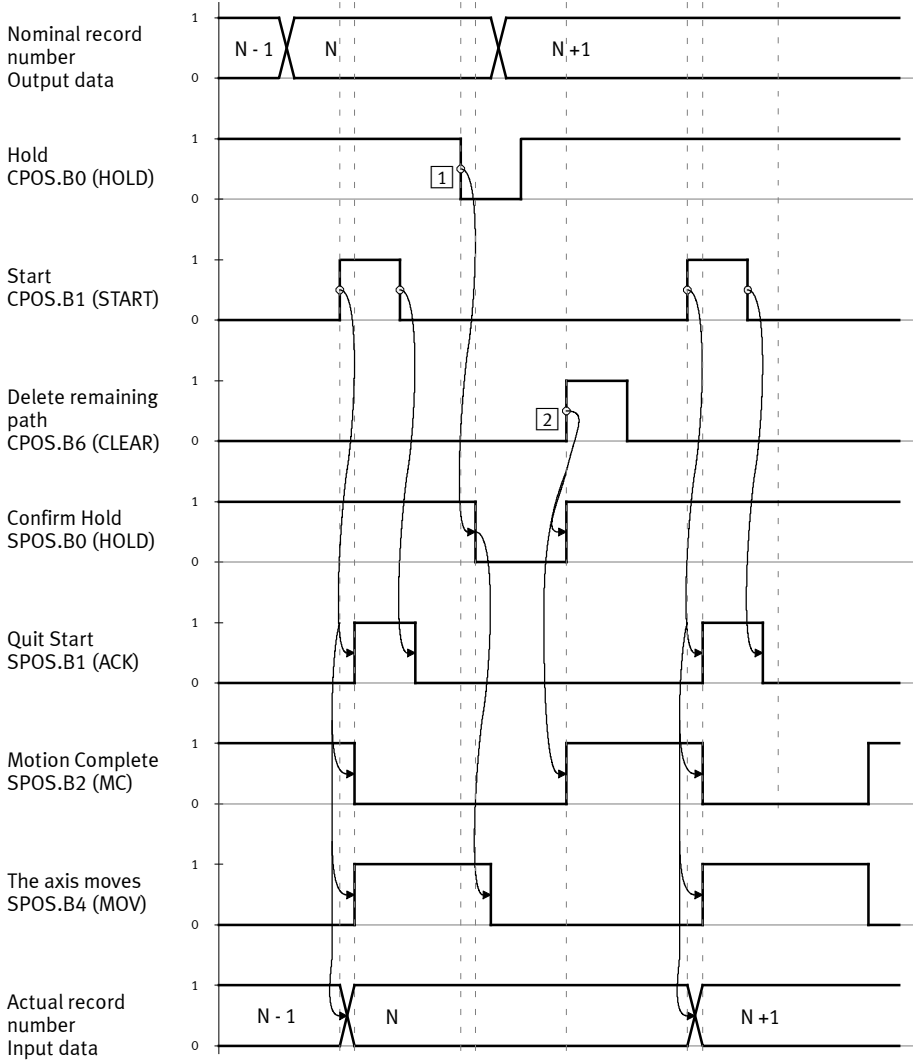 Nominal record
number
Output data
1
0
N - 1
N
N +1
Hold
CPOS.B0 (HOLD)
1
0
1
Start
CPOS.B1 (START)
1
0
Delete remaining
path
CPOS.B6 (CLEAR)
1
0
2
Confirm Hold
SPOS.B0 (HOLD)
1
0
Quit Start
SPOS.B1 (ACK)
1
0
Motion Complete
SPOS.B2 (MC)
1
0
The axis moves
SPOS.B4 (MOV)
1
0
Actual record
number
Input data
1
0
N - 1
N
N +1